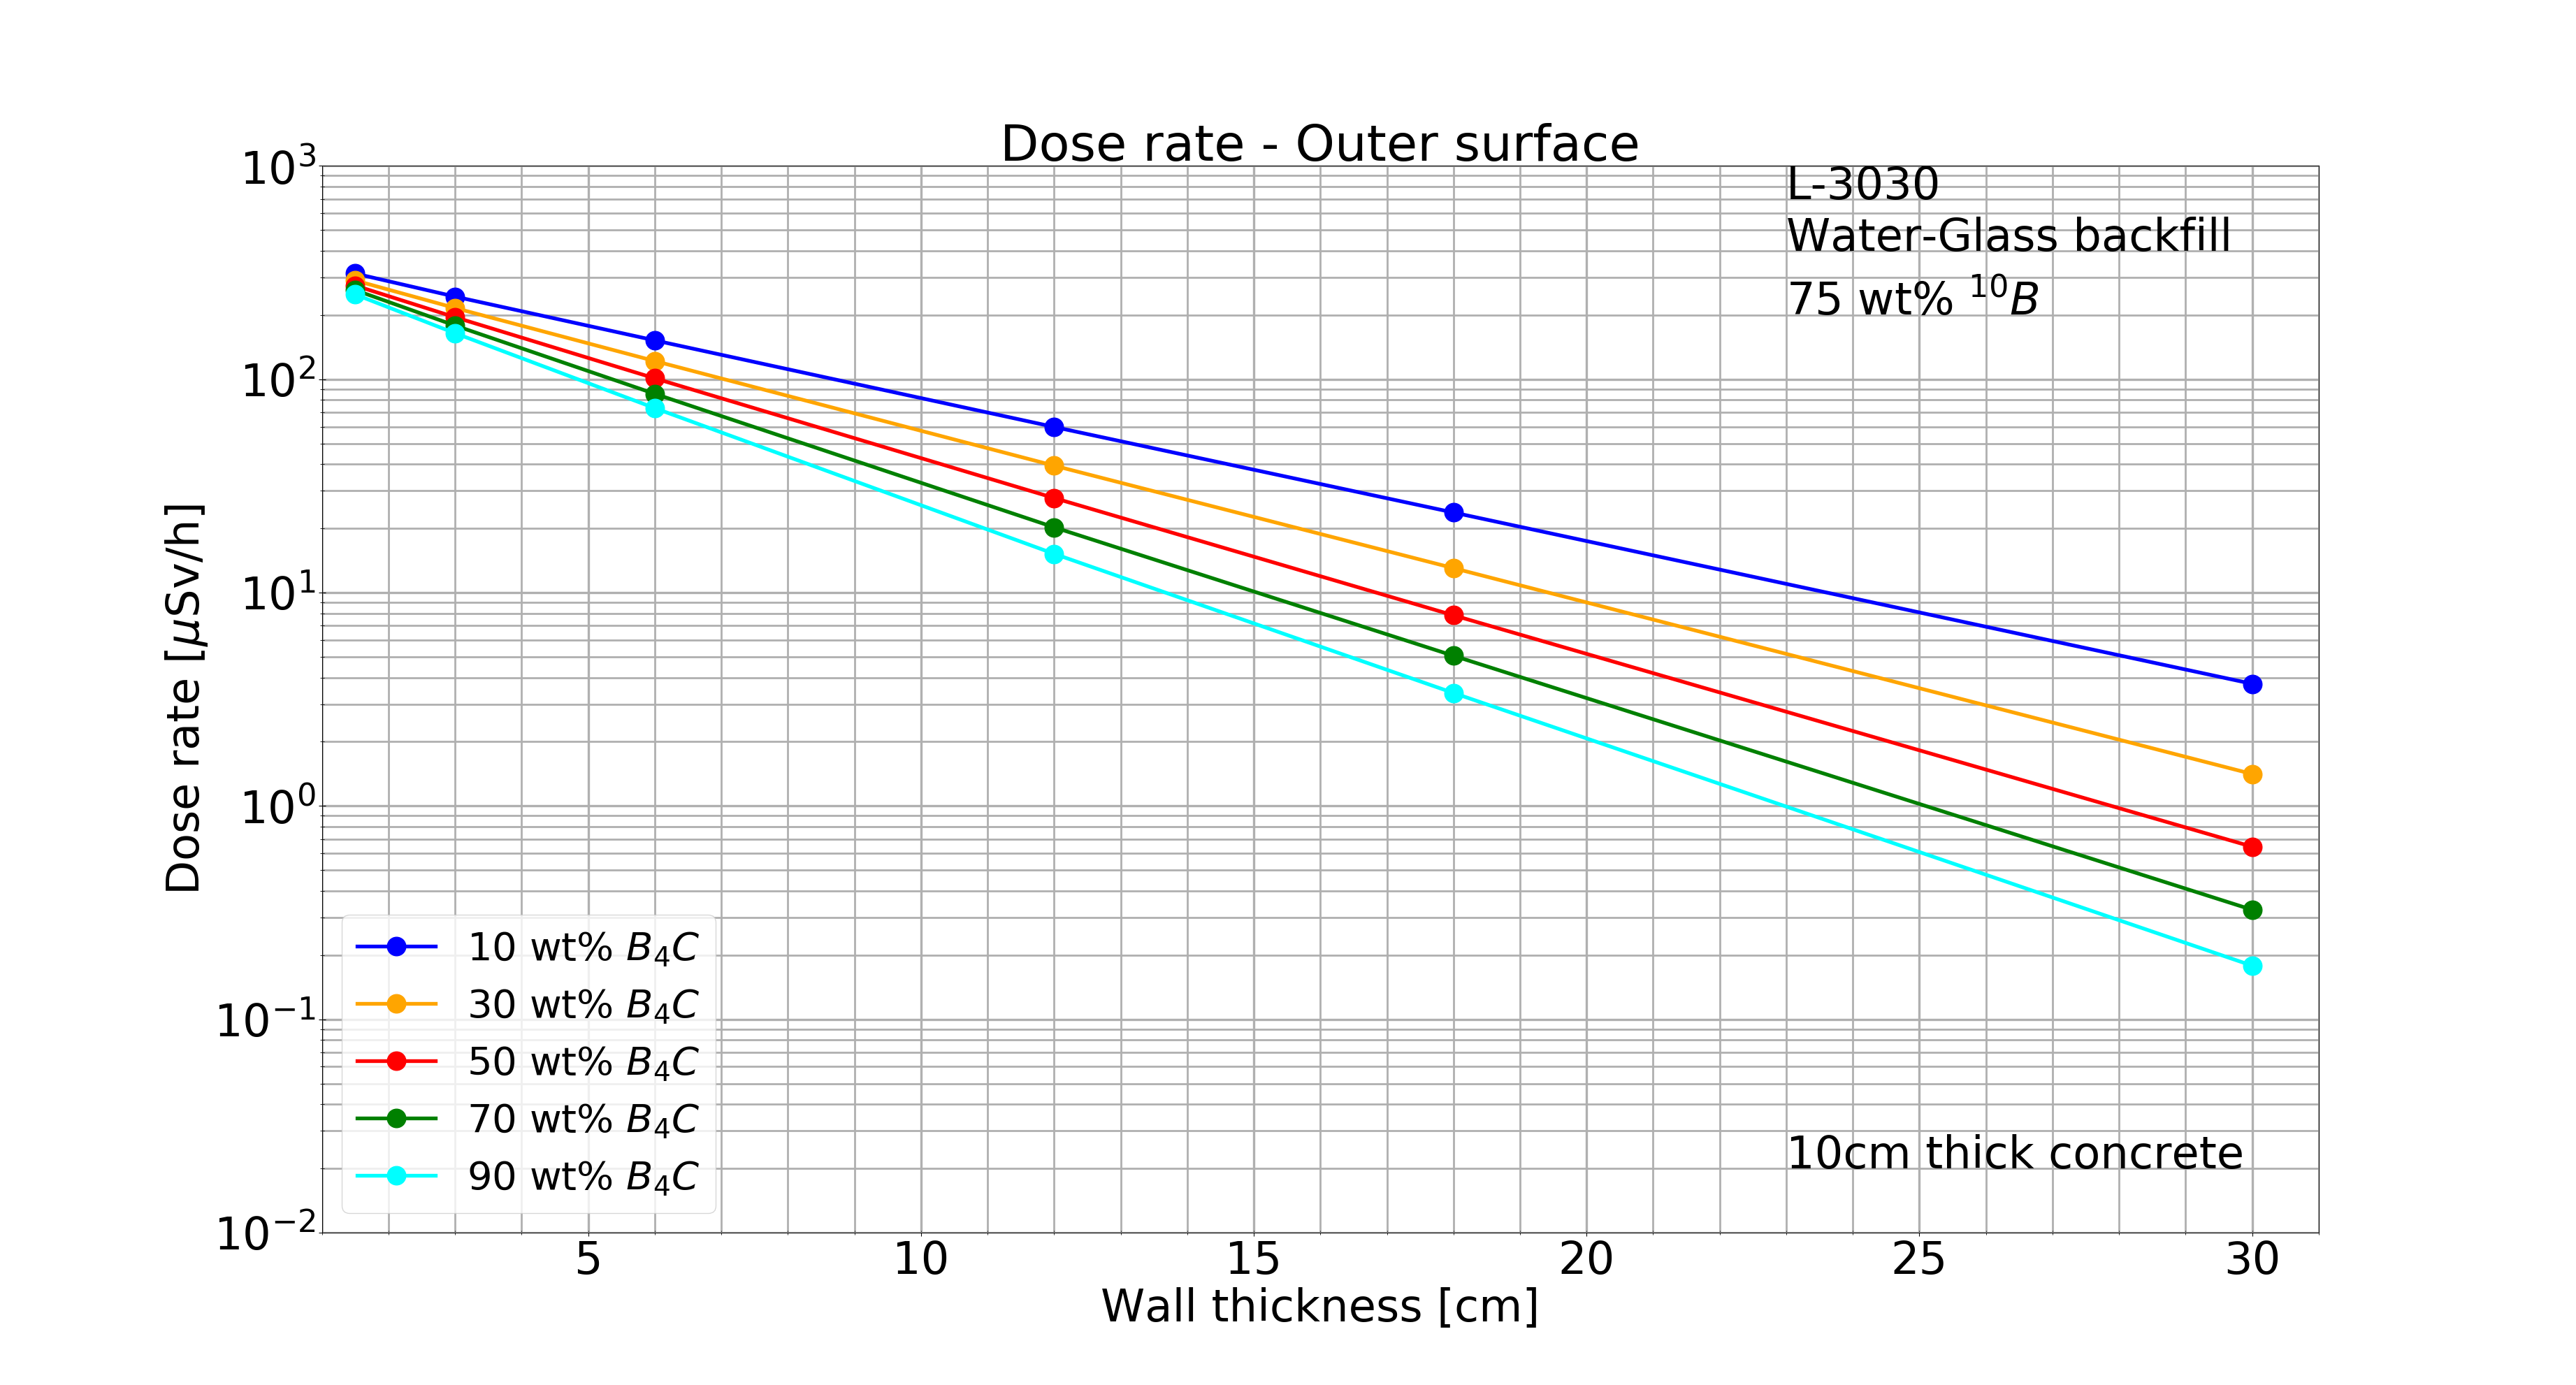 Dose rate - Outer surface
L-3030
Water-Glass backfill
75 wt% ¹⁰B
10³
10²
10¹
10⁰
10⁻¹
10⁻²
Dose rate [μSv/h]
10 wt% B₄C
30 wt% B₄C
50 wt% B₄C
70 wt% B₄C
90 wt% B₄C
10cm thick concrete
5 10 15 20 25 30
Wall thickness [cm]